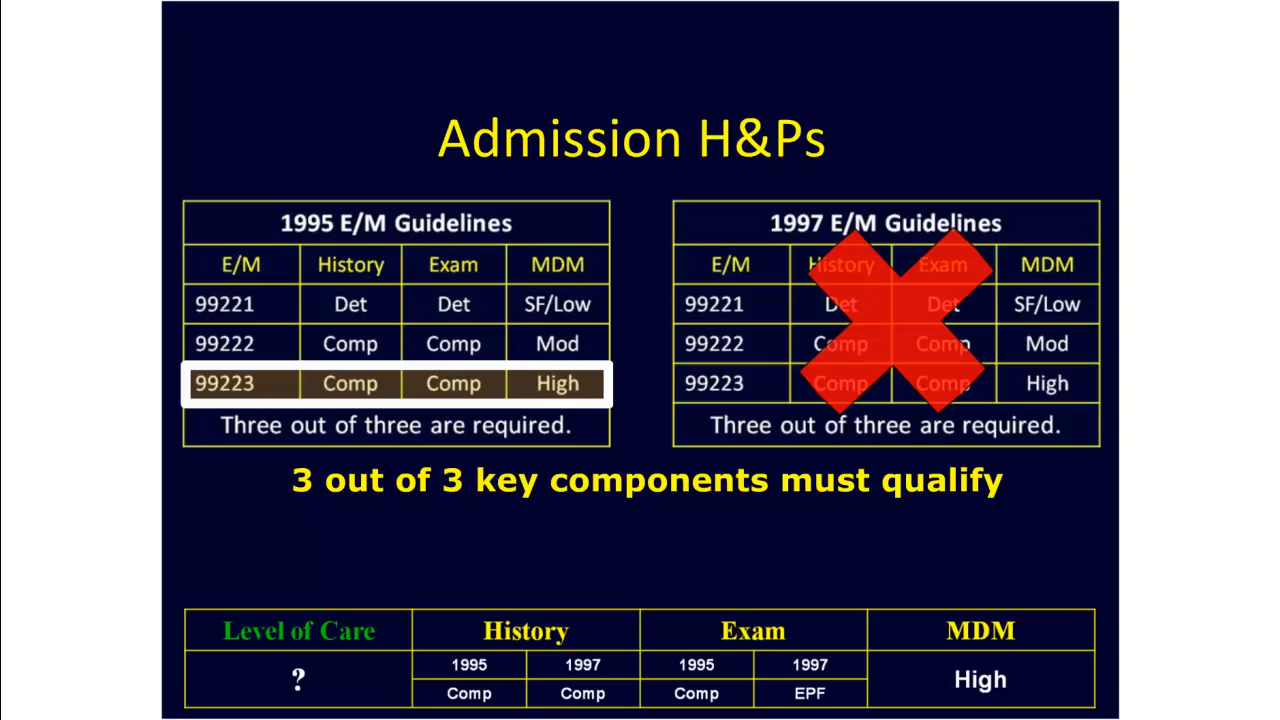 Admission H&Ps
1995 E/M Guidelines
E/M History Exam MDM
99221 Det Det SF/Low
99222 Comp Comp Mod
99223 Comp Comp High
Three out of three are required.
1997 E/M Guidelines
E/M History Exam MDM
99221 Det Det SF/Low
99222 Comp Comp Mod
99223 Comp Comp High
Three out of three are required.
3 out of 3 key components must qualify
Level of Care History Exam MDM
? 1995 1997 1995 1997 High
Comp Comp Comp EPF